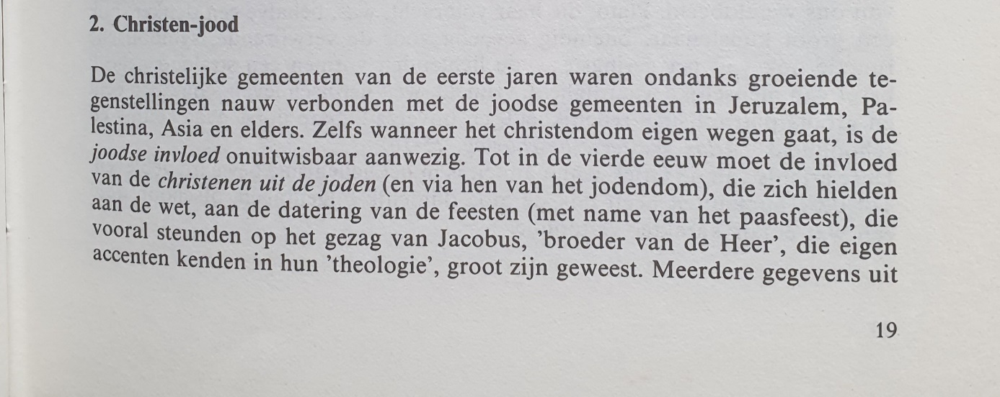 2. Christen-jood
De christelijke gemeenten van de eerste jaren waren ondanks groeiende te-
genstellingen nauw verbonden met de joodse gemeenten in Jeruzalem, Pa-
lestina, Asia en elders. Zelfs wanneer het christendom eigen wegen gaat, is de
joodse invloed onuitwisbaar aanwezig. Tot in de vierde eeuw moet de invloed
van de christenen uit de joden (en via hen van het jodendom), die zich hielden
aan de wet, aan de datering van de feesten (met name van het paasfeest), die
vooral steunden op het gezag van Jacobus, ’broeder van de Heer’, die eigen
accenten kenden in hun ’theologie’, groot zijn geweest. Meerdere gegevens uit
19